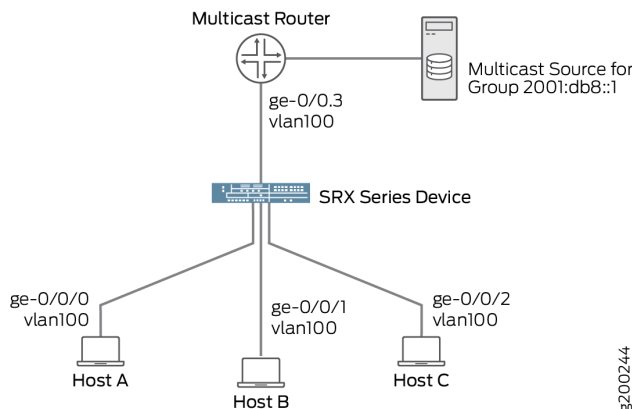 Multicast Router
Multicast Source for
Group 2001:db8::1
ge-0/0.3
vlan100
SRX Series Device
ge-0/0/0
vlan100
ge-0/0/1
vlan100
ge-0/0/2
vlan100
Host A
Host B
Host C
g200244